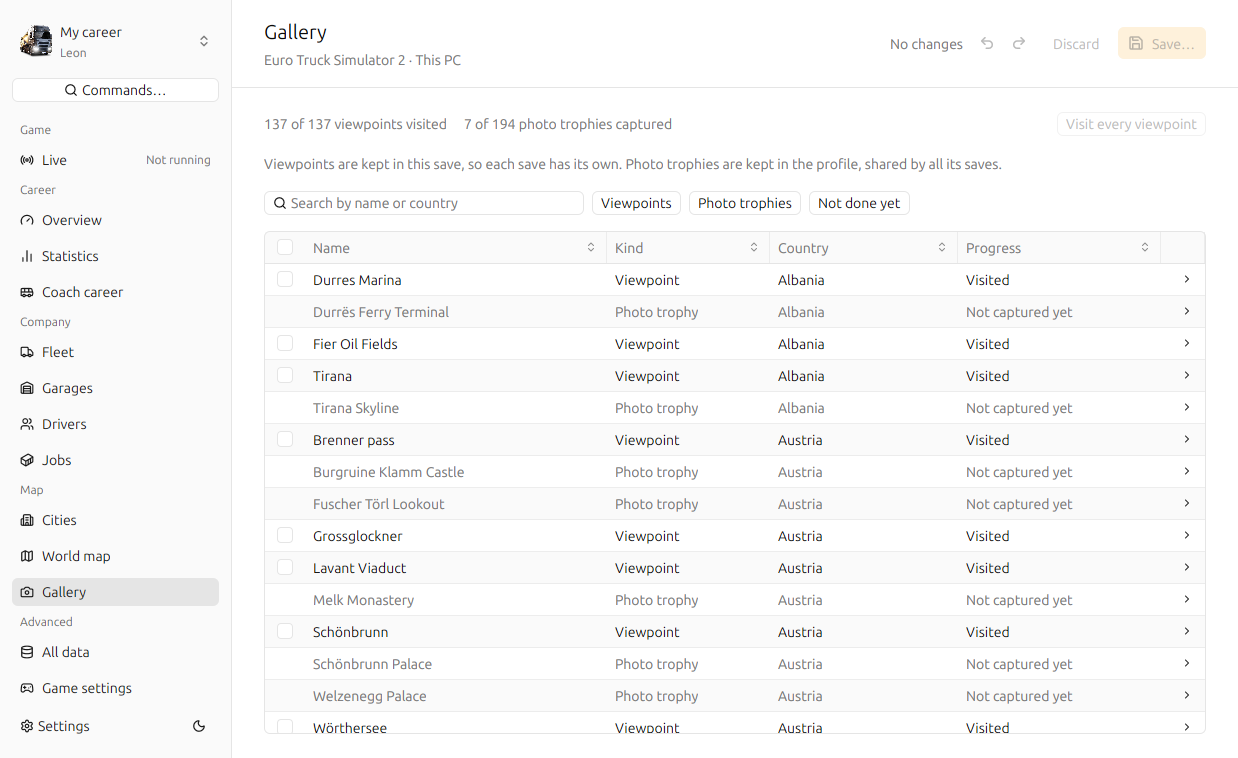 My career
Leon
Commands…
Game
Live Not running
Career
Overview
Statistics
Coach career
Company
Fleet
Garages
Drivers
Jobs
Map
Cities
World map
Gallery
Advanced
All data
Game settings
Settings
Gallery
Euro Truck Simulator 2 · This PC
No changes Discard Save…
137 of 137 viewpoints visited 7 of 194 photo trophies captured Visit every viewpoint
Viewpoints are kept in this save, so each save has its own. Photo trophies are kept in the profile, shared by all its saves.
Search by name or country Viewpoints Photo trophies Not done yet
Name Kind Country Progress
Durres Marina Viewpoint Albania Visited
Durrës Ferry Terminal Photo trophy Albania Not captured yet
Fier Oil Fields Viewpoint Albania Visited
Tirana Viewpoint Albania Visited
Tirana Skyline Photo trophy Albania Not captured yet
Brenner pass Viewpoint Austria Visited
Burgruine Klamm Castle Photo trophy Austria Not captured yet
Fuscher Törl Lookout Photo trophy Austria Not captured yet
Grossglockner Viewpoint Austria Visited
Lavant Viaduct Viewpoint Austria Visited
Melk Monastery Photo trophy Austria Not captured yet
Schönbrunn Viewpoint Austria Visited
Schönbrunn Palace Photo trophy Austria Not captured yet
Welzenegg Palace Photo trophy Austria Not captured yet
Wörthersee Viewpoint Austria Visited